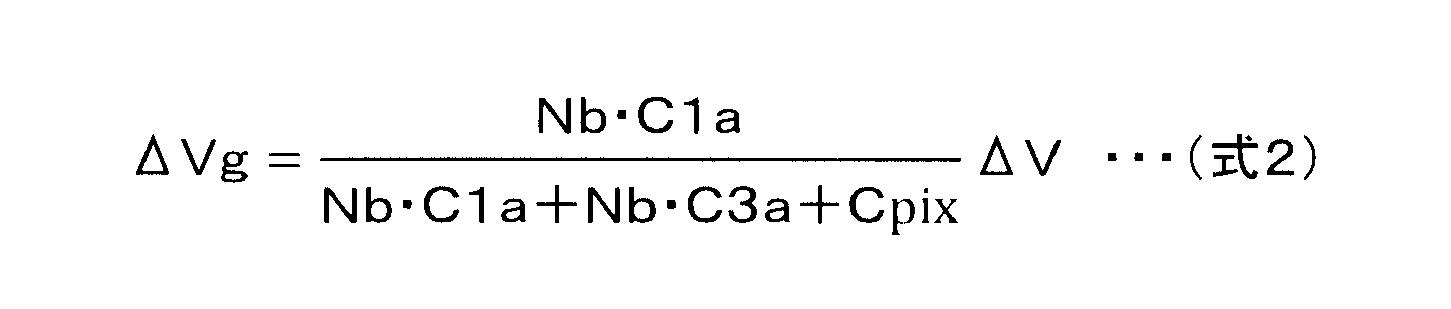 Nb·C1a
ΔVg = ΔV ···(式2)
Nb·C1a+Nb·C3a+Cpix